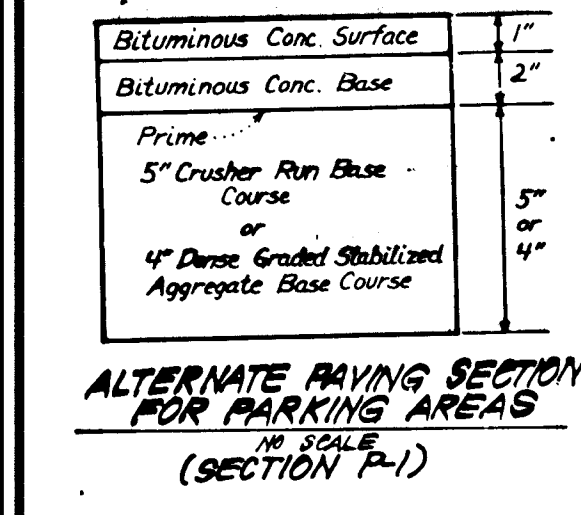 Bituminous Conc. Surface
1"
Bituminous Conc. Base
2"
Prime
5" Crusher Run Base
Course
or
4" Dense Graded Stabilized
Aggregate Base Course
5"
or
4"
ALTERNATE PAVING SECTION
FOR PARKING AREAS
NO SCALE
(SECTION P-1)